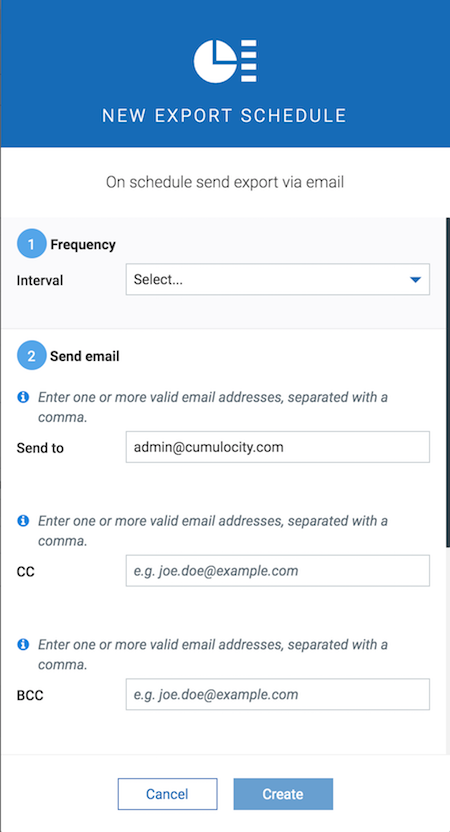 NEW EXPORT SCHEDULE
On schedule send export via email
1 Frequency
Interval Select...
2 Send email
Enter one or more valid email addresses, separated with a
comma.
Send to admin@cumulocity.com
Enter one or more valid email addresses, separated with a
comma.
CC e.g. joe.doe@example.com
Enter one or more valid email addresses, separated with a
comma.
BCC e.g. joe.doe@example.com
Cancel Create